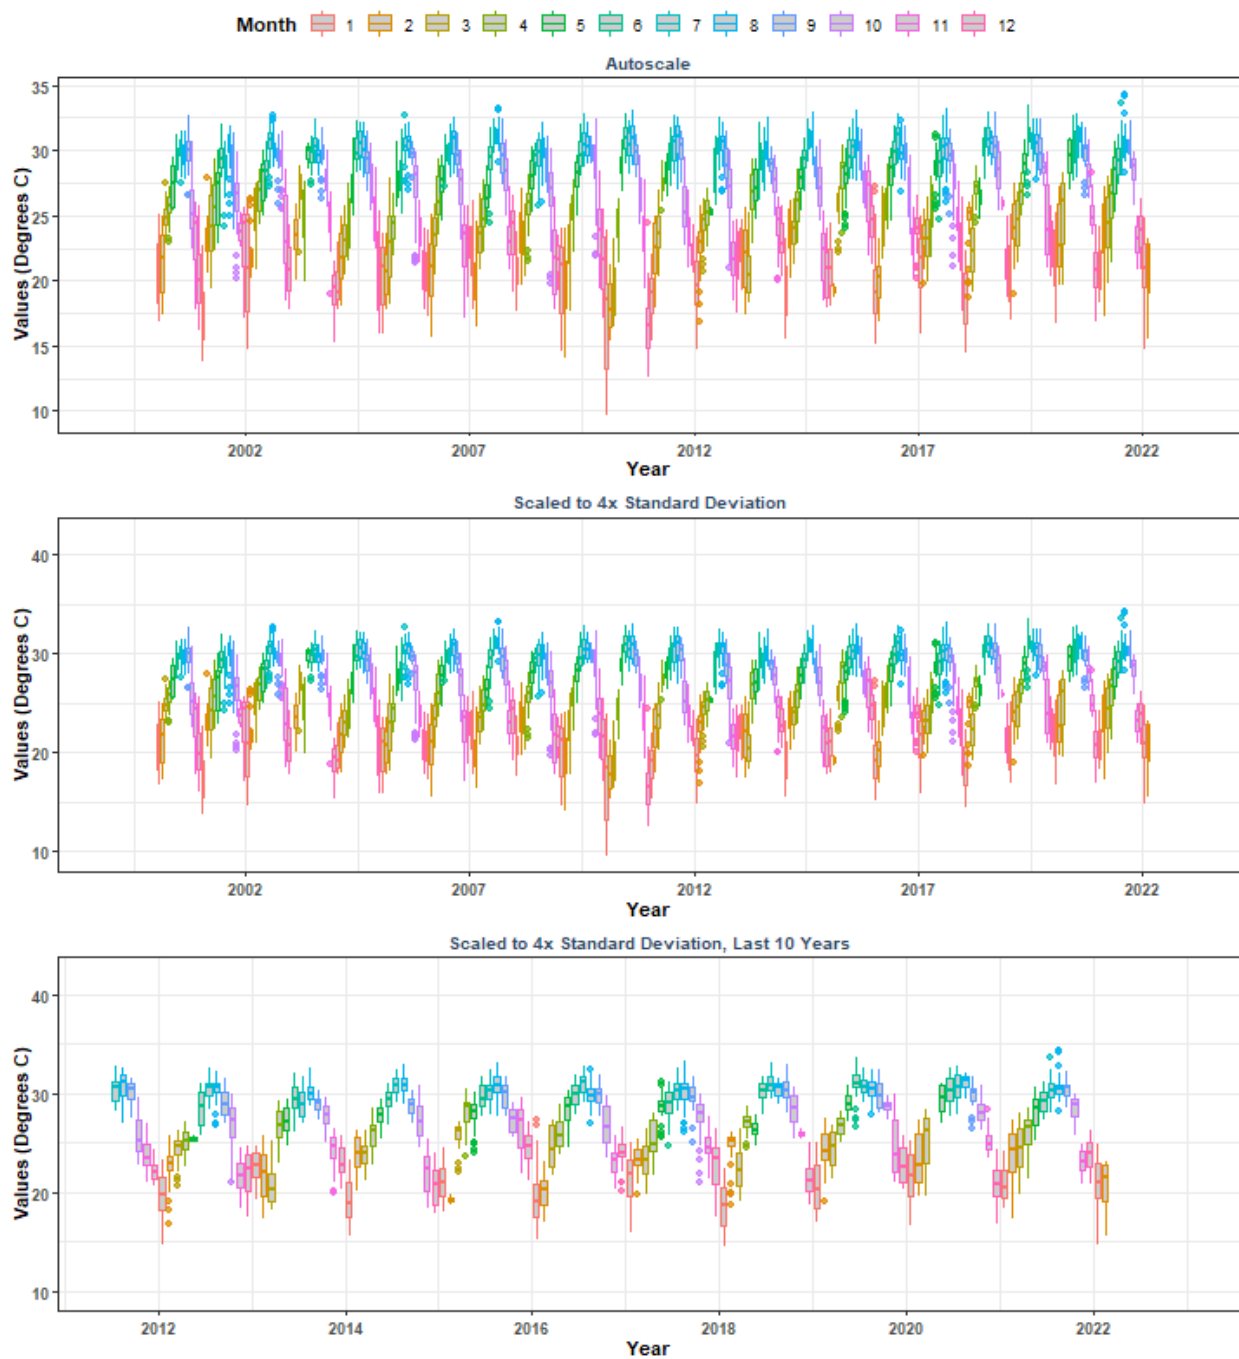 Month 1 2 3 4 5 6 7 8 9 10 11 12
Autoscale
Values (Degrees C)
35
30
25
20
15
10
2002 2007 2012 2017 2022
Year
Scaled to 4x Standard Deviation
Values (Degrees C)
40
30
20
10
2002 2007 2012 2017 2022
Year
Scaled to 4x Standard Deviation, Last 10 Years
Values (Degrees C)
40
30
20
10
2012 2014 2016 2018 2020 2022
Year